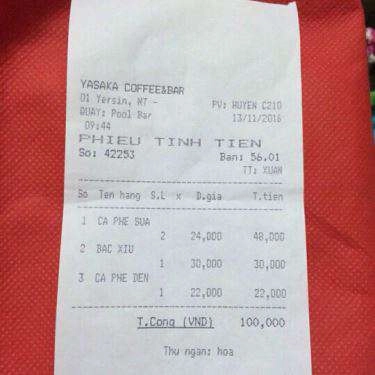 YASAKA COFFEE&BAR
01 Yersin, NT - PV: HUYEN C210
QUAY: Pool Bar 13/11/2016
09:44
PHIEU TINH TIEN
So: 42253 Ban: 56.01
TT: XUAN
So Ten hang S.L x D.gia T.tien
1 CA PHE SUA
2 24,000 48,000
2 BAC XIU
1 30,000 30,000
3 CA PHE DEN
1 22,000 22,000
T.Cong (VND) 100,000
Thu ngan: hoa